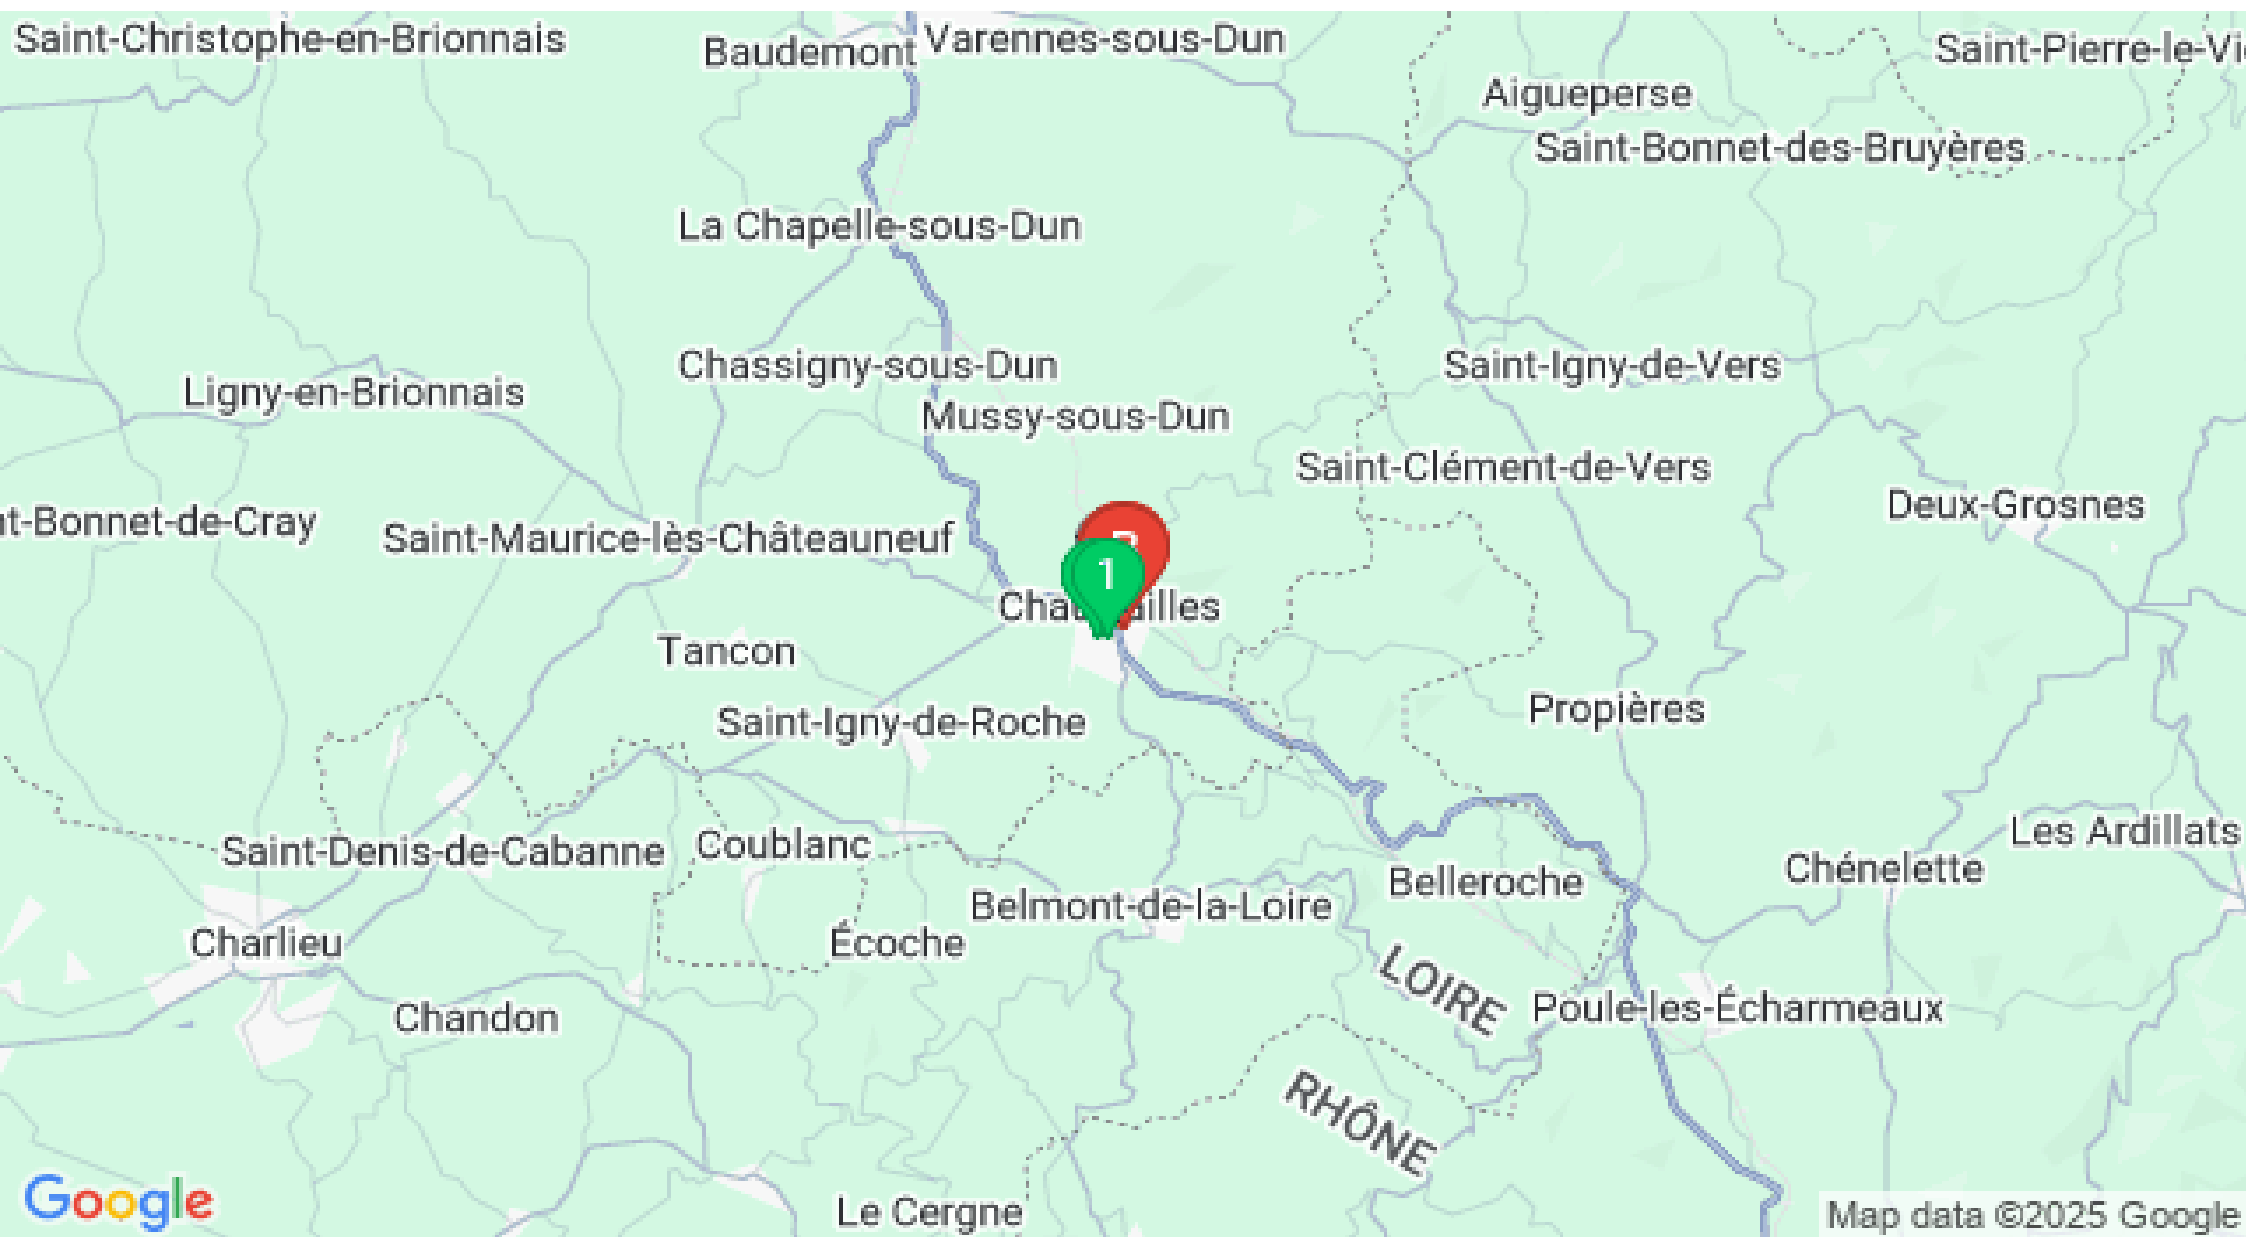 Saint-Christophe-en-Brionnais
Baudemont
Varennes-sous-Dun
Saint-Pierre-le-Vi
Aigueperse
Saint-Bonnet-des-Bruyères
La Chapelle-sous-Dun
Chassigny-sous-Dun
Saint-Igny-de-Vers
Ligny-en-Brionnais
Mussy-sous-Dun
Saint-Clément-de-Vers
Deux-Grosnes
nt-Bonnet-de-Cray
Saint-Maurice-lès-Châteauneuf
1
Tancon
Saint-Igny-de-Roche
Propières
Les Ardillats
Saint-Denis-de-Cabanne
Coublanc
Chénelette
Belleroche
Belmont-de-la-Loire
Charlieu
Écoche
LOIRE
Poule-les-Écharmeaux
Chandon
RHÔNE
Google
Le Cergne
Map data ©2025 Google